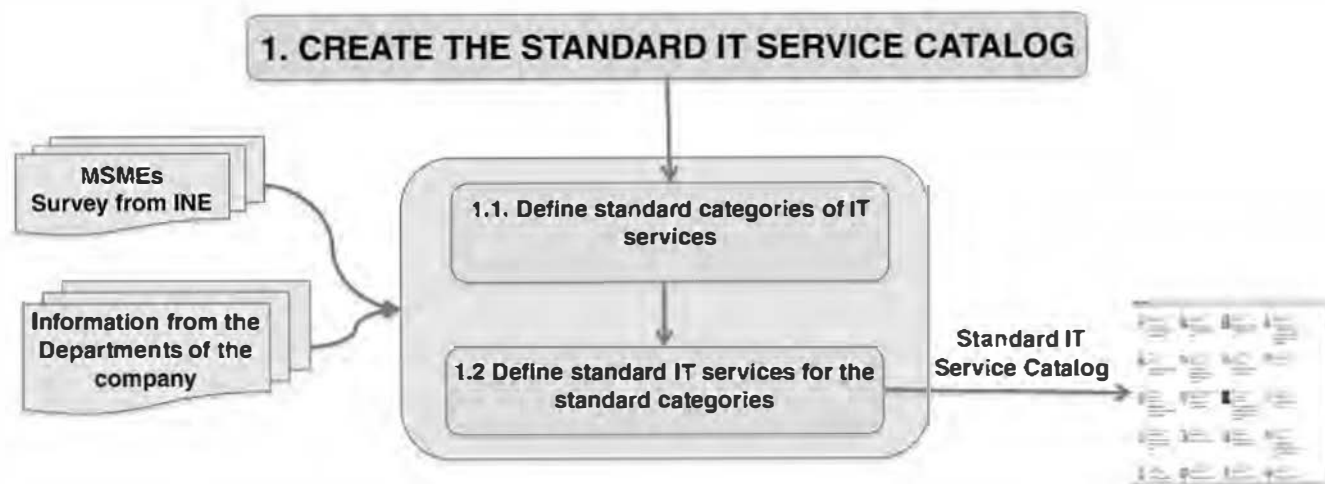 1. CREATE THE STANDARD IT SERVICE CATALOG
MSMEs
Survey from INE
1.1. Define standard categories of IT
services
Information from the
Departments of the
company
1.2 Define standard IT services for the
standard categories
Standard IT
Service Catalog